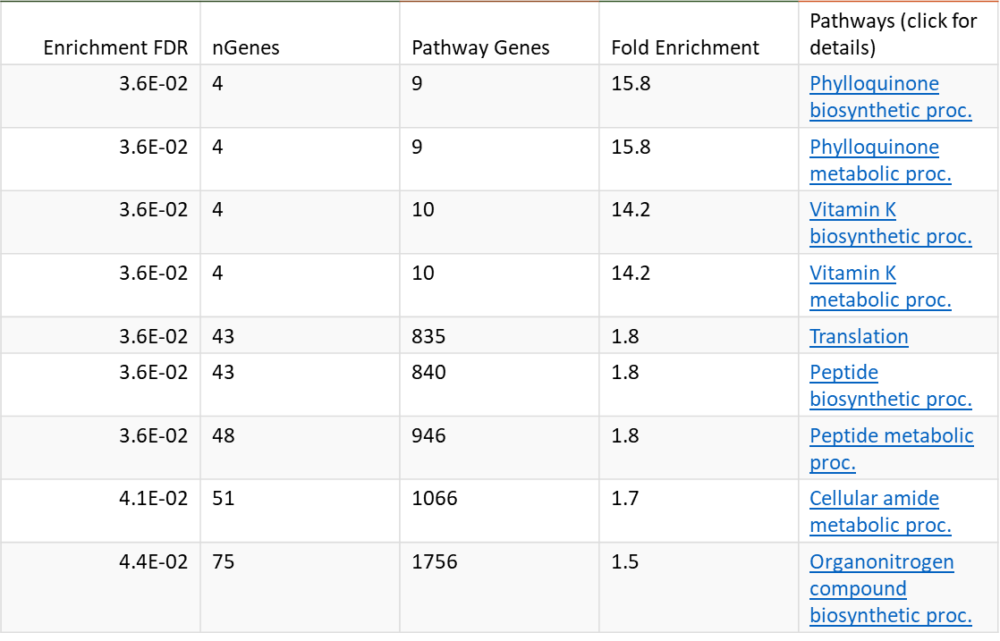 Enrichment FDR nGenes Pathway Genes Fold Enrichment Pathways (click for
details)
3.6E-02 4 9 15.8 Phylloquinone
biosynthetic proc.
3.6E-02 4 9 15.8 Phylloquinone
metabolic proc.
3.6E-02 4 10 14.2 Vitamin K
biosynthetic proc.
3.6E-02 4 10 14.2 Vitamin K
metabolic proc.
3.6E-02 43 835 1.8 Translation
3.6E-02 43 840 1.8 Peptide
biosynthetic proc.
3.6E-02 48 946 1.8 Peptide metabolic
proc.
4.1E-02 51 1066 1.7 Cellular amide
metabolic proc.
4.4E-02 75 1756 1.5 Organonitrogen
compound
biosynthetic proc.